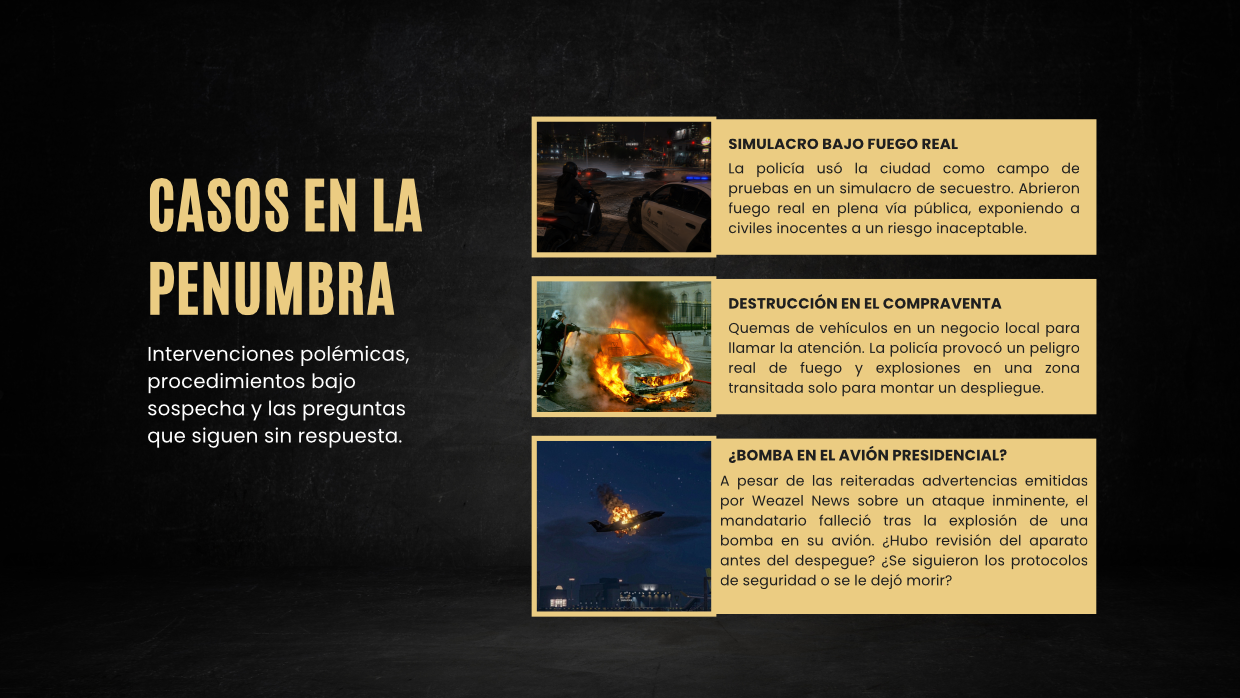 CASOS EN LA
PENUMBRA
Intervenciones polémicas,
procedimientos bajo
sospecha y las preguntas
que siguen sin respuesta.
SIMULACRO BAJO FUEGO REAL
La policía usó la ciudad como campo de
pruebas en un simulacro de secuestro. Abrieron
fuego real en plena vía pública, exponiendo a
civiles inocentes a un riesgo inaceptable.
DESTRUCCIÓN EN EL COMPRAVENTA
Quemas de vehículos en un negocio local para
llamar la atención. La policía provocó un peligro
real de fuego y explosiones en una zona
transitada solo para montar un despliegue.
¿BOMBA EN EL AVIÓN PRESIDENCIAL?
A pesar de las reiteradas advertencias emitidas
por Weazel News sobre un ataque inminente, el
mandatario falleció tras la explosión de una
bomba en su avión. ¿Hubo revisión del aparato
antes del despegue? ¿Se siguieron los protocolos
de seguridad o se le dejó morir?